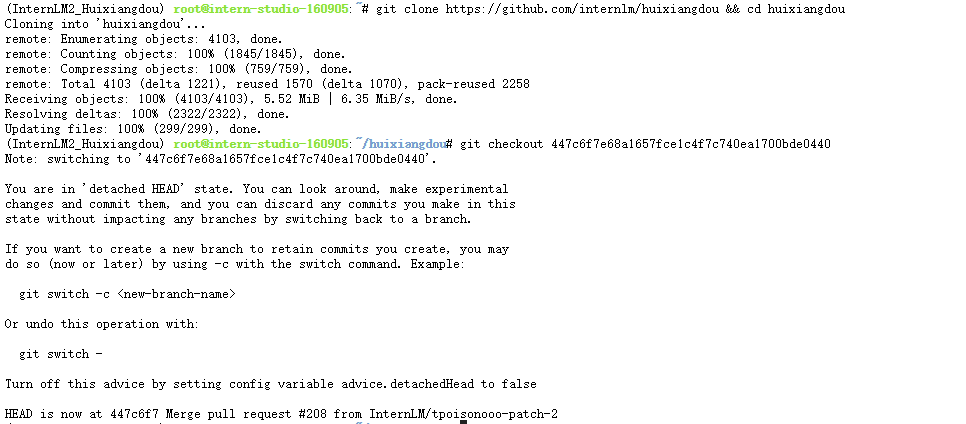 (InternLM2_Huixiangdou) root@intern-studio-160905:~# git clone https://github.com/internlm/huixiangdou && cd huixiangdou
Cloning into 'huixiangdou'...
remote: Enumerating objects: 4103, done.
remote: Counting objects: 100% (1845/1845), done.
remote: Compressing objects: 100% (759/759), done.
remote: Total 4103 (delta 1221), reused 1570 (delta 1070), pack-reused 2258
Receiving objects: 100% (4103/4103), 5.52 MiB | 6.35 MiB/s, done.
Resolving deltas: 100% (2322/2322), done.
Updating files: 100% (299/299), done.
(InternLM2_Huixiangdou) root@intern-studio-160905:~/huixiangdou# git checkout 447c6f7e68a1657fce1c4f7c740ea1700bde0440
Note: switching to '447c6f7e68a1657fce1c4f7c740ea1700bde0440'.
You are in 'detached HEAD' state. You can look around, make experimental
changes and commit them, and you can discard any commits you make in this
state without impacting any branches by switching back to a branch.
If you want to create a new branch to retain commits you create, you may
do so (now or later) by using -c with the switch command. Example:
git switch -c <new-branch-name>
Or undo this operation with:
git switch -
Turn off this advice by setting config variable advice.detachedHead to false
HEAD is now at 447c6f7 Merge pull request #208 from InternLM/tpoisonooo-patch-2